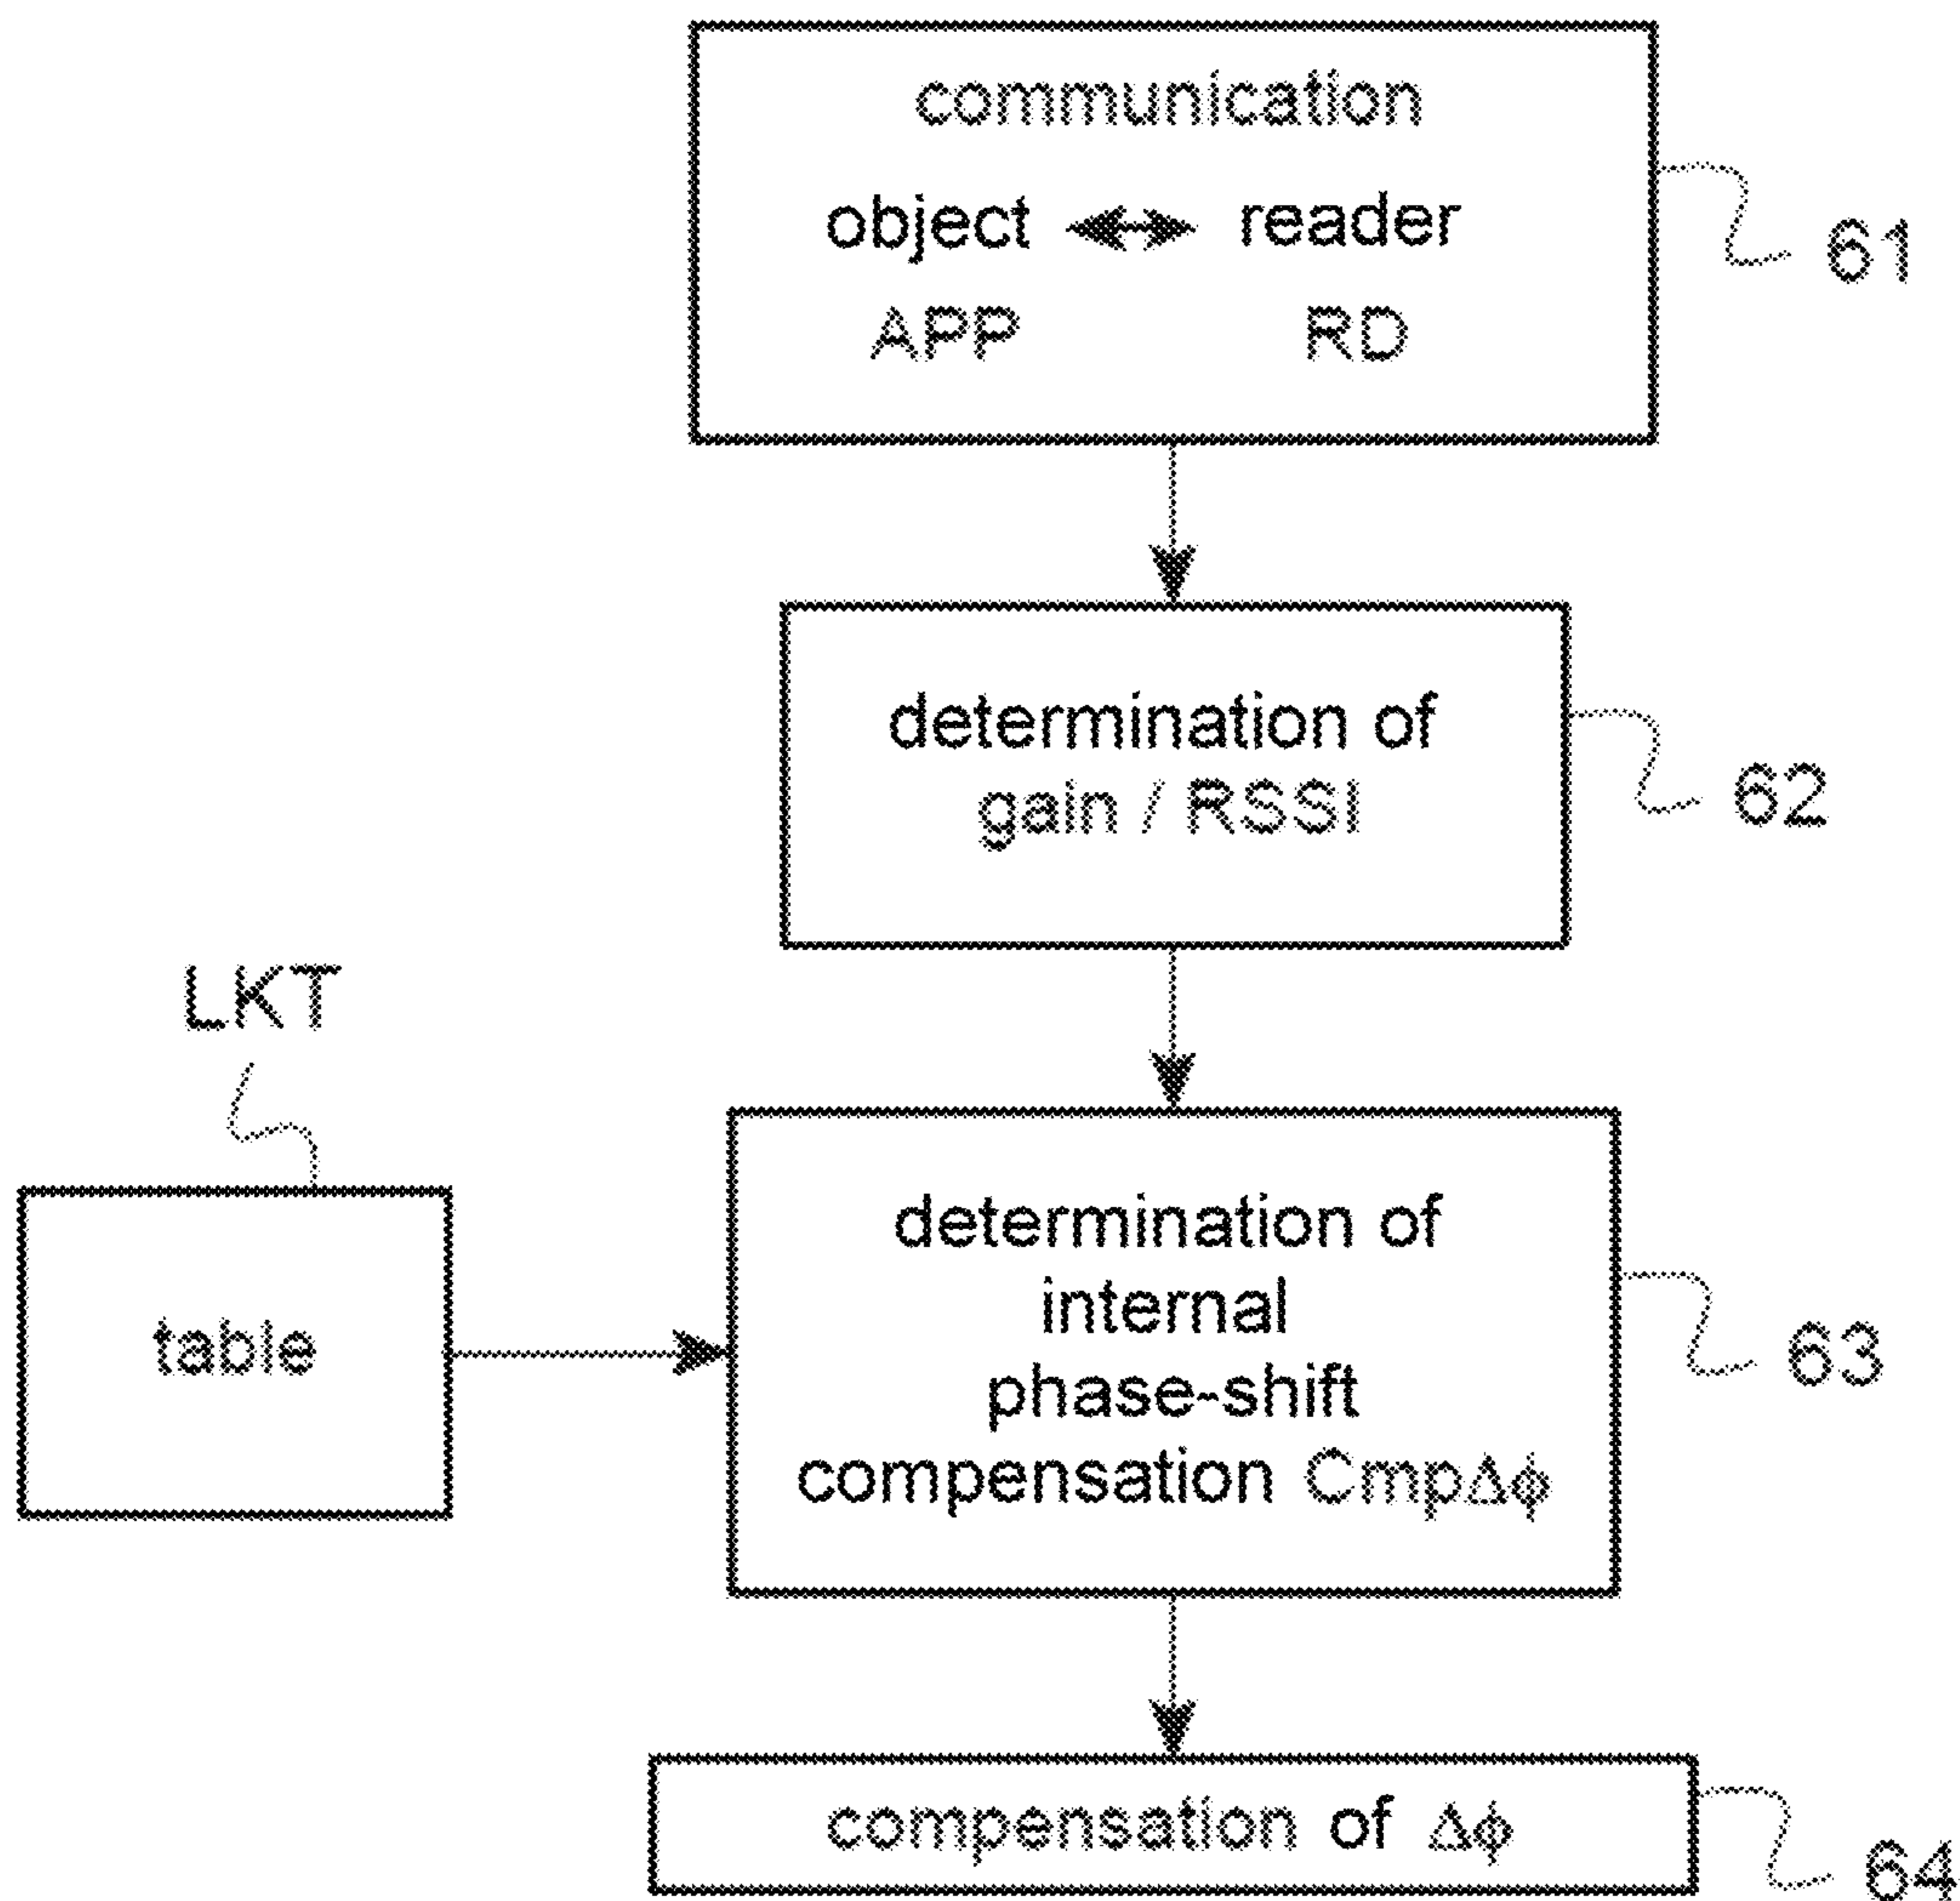 communication
object reader
APP RD
61
determination of
gain / RSSI
62
LKT
table
determination of
internal
phase-shift
compensation CmpΔϕ
63
compensation of Δϕ
64